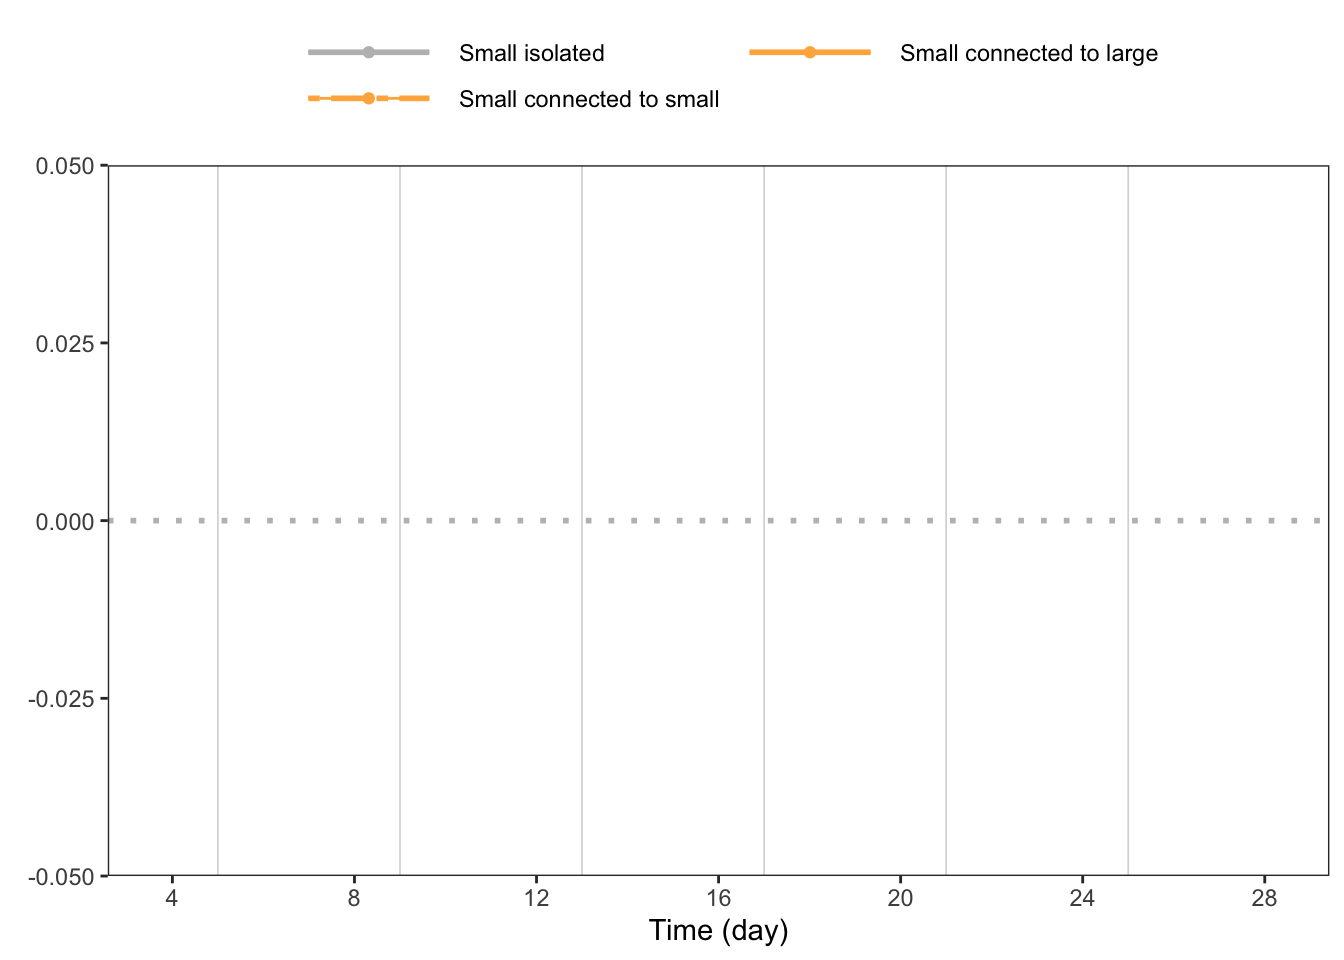 Small isolated
Small connected to large
Small connected to small
0.050
0.025
0.000
-0.025
-0.050
4 8 12 16 20 24 28
Time (day)